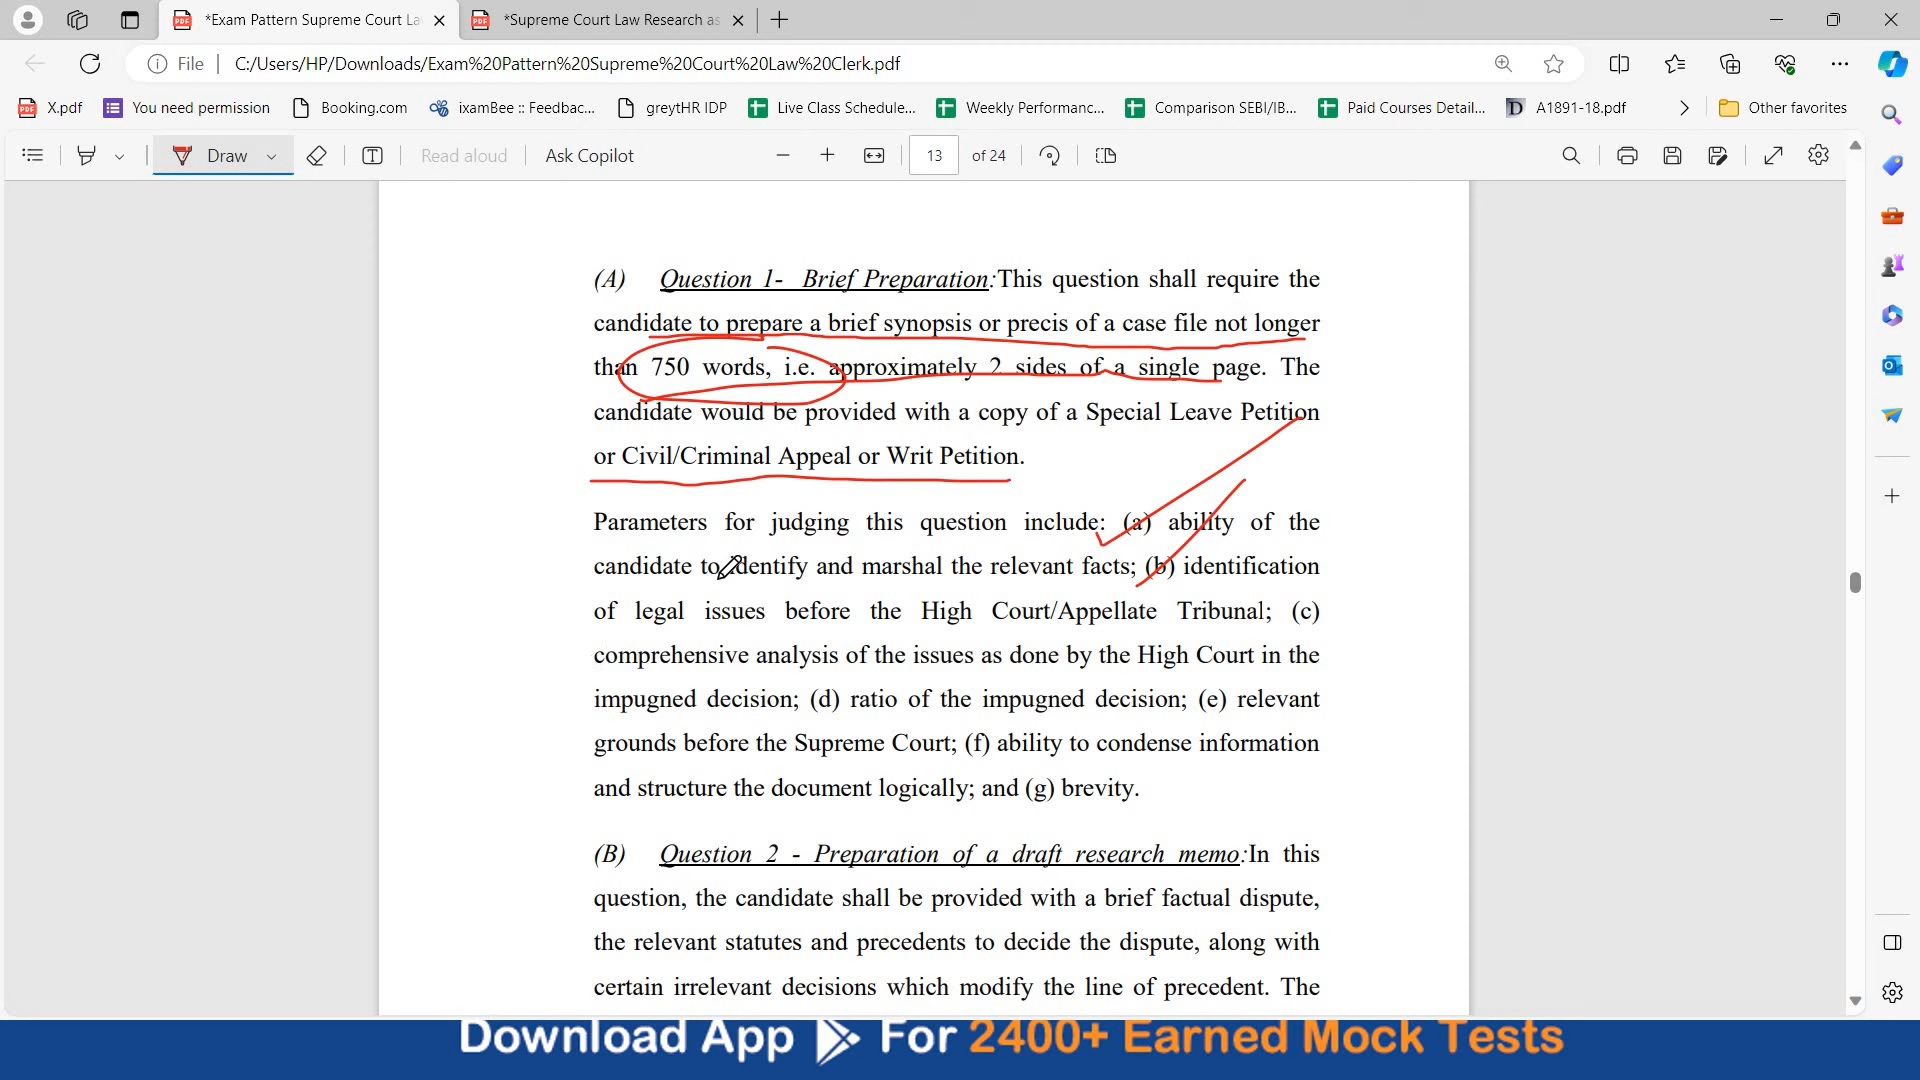 *Exam Pattern Supreme Court La
*Supreme Court Law Research as
File
C:/Users/HP/Downloads/Exam%20Pattern%20Supreme%20Court%20Law%20Clerk.pdf
X.pdf
You need permission
Booking.com
ixamBee :: Feedbac...
greytHR IDP
Live Class Schedule...
Weekly Performanc...
Comparison SEBI/IB...
Paid Courses Detail...
A1891-18.pdf
Other favorites
Draw
Read aloud
Ask Copilot
13
of 24
(A) Question 1- Brief Preparation:This question shall require the
candidate to prepare a brief synopsis or precis of a case file not longer
than 750 words, i.e. approximately 2 sides of a single page. The
candidate would be provided with a copy of a Special Leave Petition
or Civil/Criminal Appeal or Writ Petition.
Parameters for judging this question include: (a) ability of the
candidate to identify and marshal the relevant facts; (b) identification
of legal issues before the High Court/Appellate Tribunal; (c)
comprehensive analysis of the issues as done by the High Court in the
impugned decision; (d) ratio of the impugned decision; (e) relevant
grounds before the Supreme Court; (f) ability to condense information
and structure the document logically; and (g) brevity.
(B) Question 2 - Preparation of a draft research memo:In this
question, the candidate shall be provided with a brief factual dispute,
the relevant statutes and precedents to decide the dispute, along with
certain irrelevant decisions which modify the line of precedent. The
Download App For 2400+ Earned Mock Tests